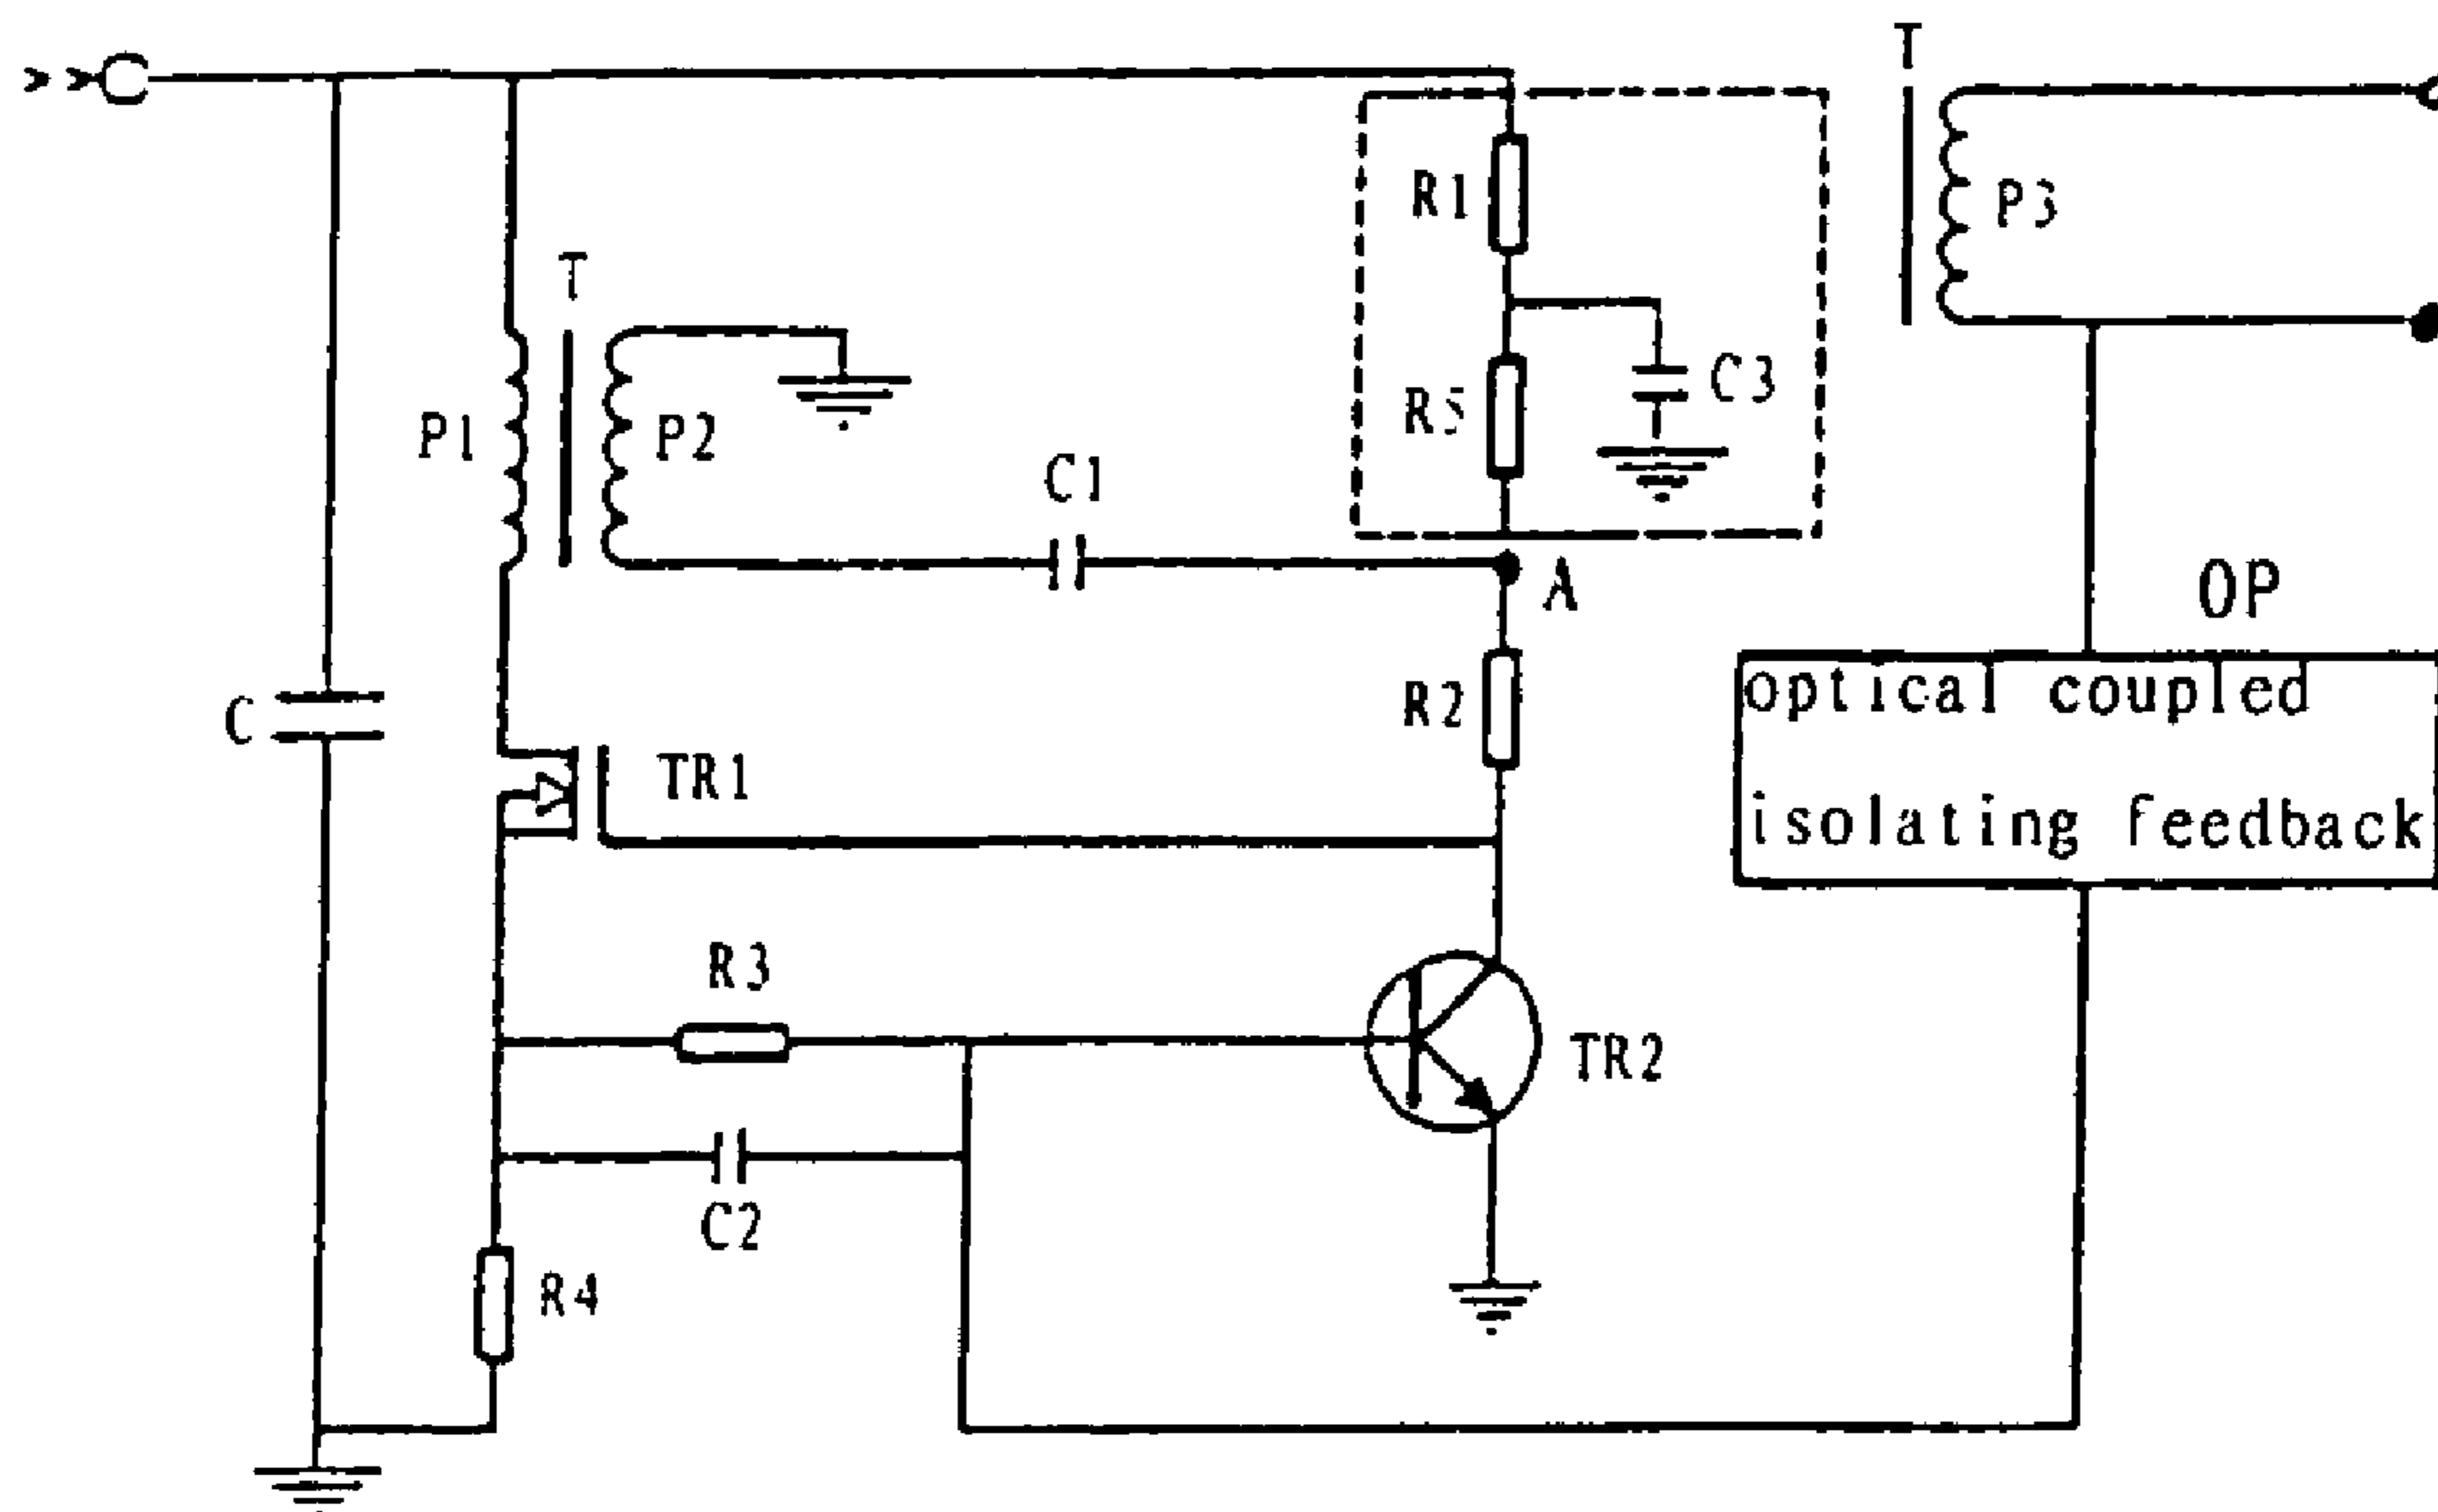 T
R1
P3
T
P1
P2
C3
R5
C1
A
OP
optical coupled
isolating feedback
R2
C
TR1
R3
TR2
C2
R4